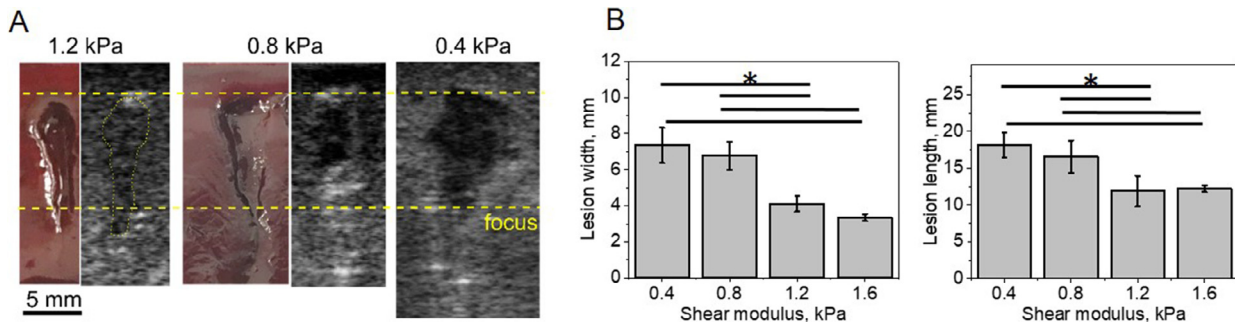 A
1.2 kPa
0.8 kPa
0.4 kPa
focus
5 mm
B
*
12
10
8
6
4
2
0
Lesion width, mm
0.4 0.8 1.2 1.6
Shear modulus, kPa
*
25
20
15
10
5
0
Lesion length, mm
0.4 0.8 1.2 1.6
Shear modulus, kPa